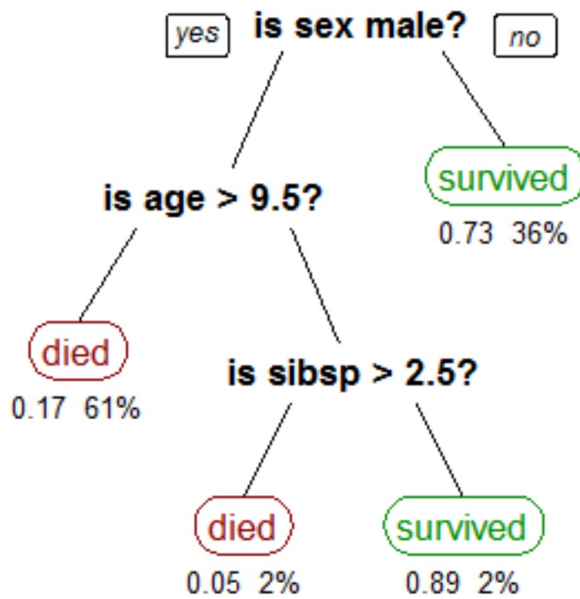 yes is sex male? no
is age > 9.5?
survived
0.73 36%
died
0.17 61%
is sibsp > 2.5?
died
0.05 2%
survived
0.89 2%